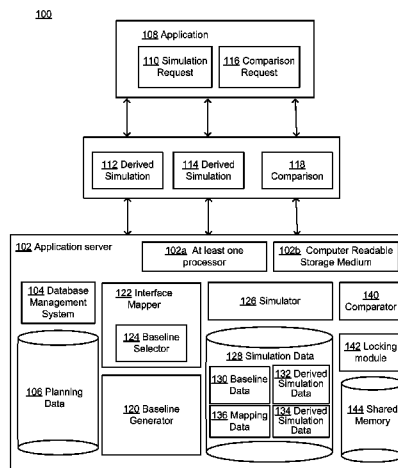 100
108 Application
110 Simulation
Request
116 Comparison
Request
112 Derived
Simulation
114 Derived
Simulation
118
Comparison
102 Application server
102a At least one
processor
102b Computer Readable
Storage Medium
104 Database
Management
System
122 Interface
Mapper
124 Baseline
Selector
126 Simulator
140
Comparator
106 Planning
Data
120 Baseline
Generator
128 Simulation Data
130 Baseline
Data
132 Derived
Simulation
Data
136 Mapping
Data
134 Derived
Simulation
Data
142 Locking
module
144 Shared
Memory